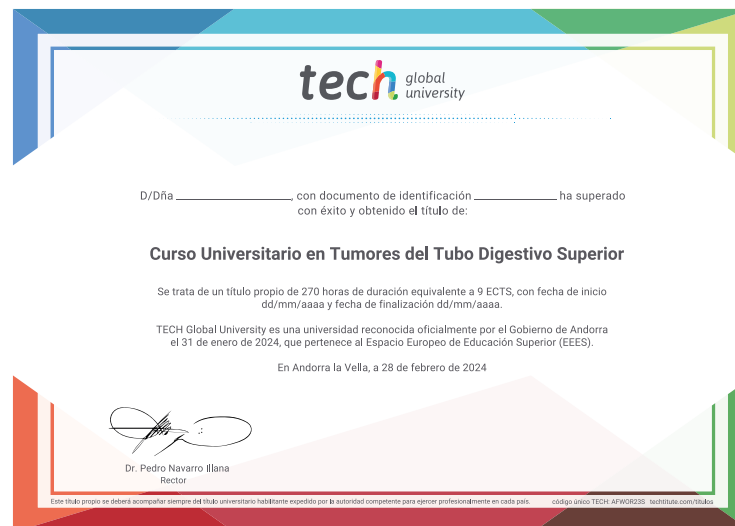 tech global university
D/Dña ____________, con documento de identificación ____________ ha superado
con éxito y obtenido el título de:
Curso Universitario en Tumores del Tubo Digestivo Superior
Se trata de un título propio de 270 horas de duración equivalente a 9 ECTS, con fecha de inicio
dd/mm/aaaa y fecha de finalización dd/mm/aaaa.
TECH Global University es una universidad reconocida oficialmente por el Gobierno de Andorra
el 31 de enero de 2024, que pertenece al Espacio Europeo de Educación Superior (EEES).
En Andorra la Vella, a 28 de febrero de 2024
Dr. Pedro Navarro Illana
Rector
Este título propio se deberá acompañar siempre del título universitario habilitante expedido por la autoridad competente para ejercer profesionalmente en cada país. código único TECH: AFWOR23S techtitute.com/titulos